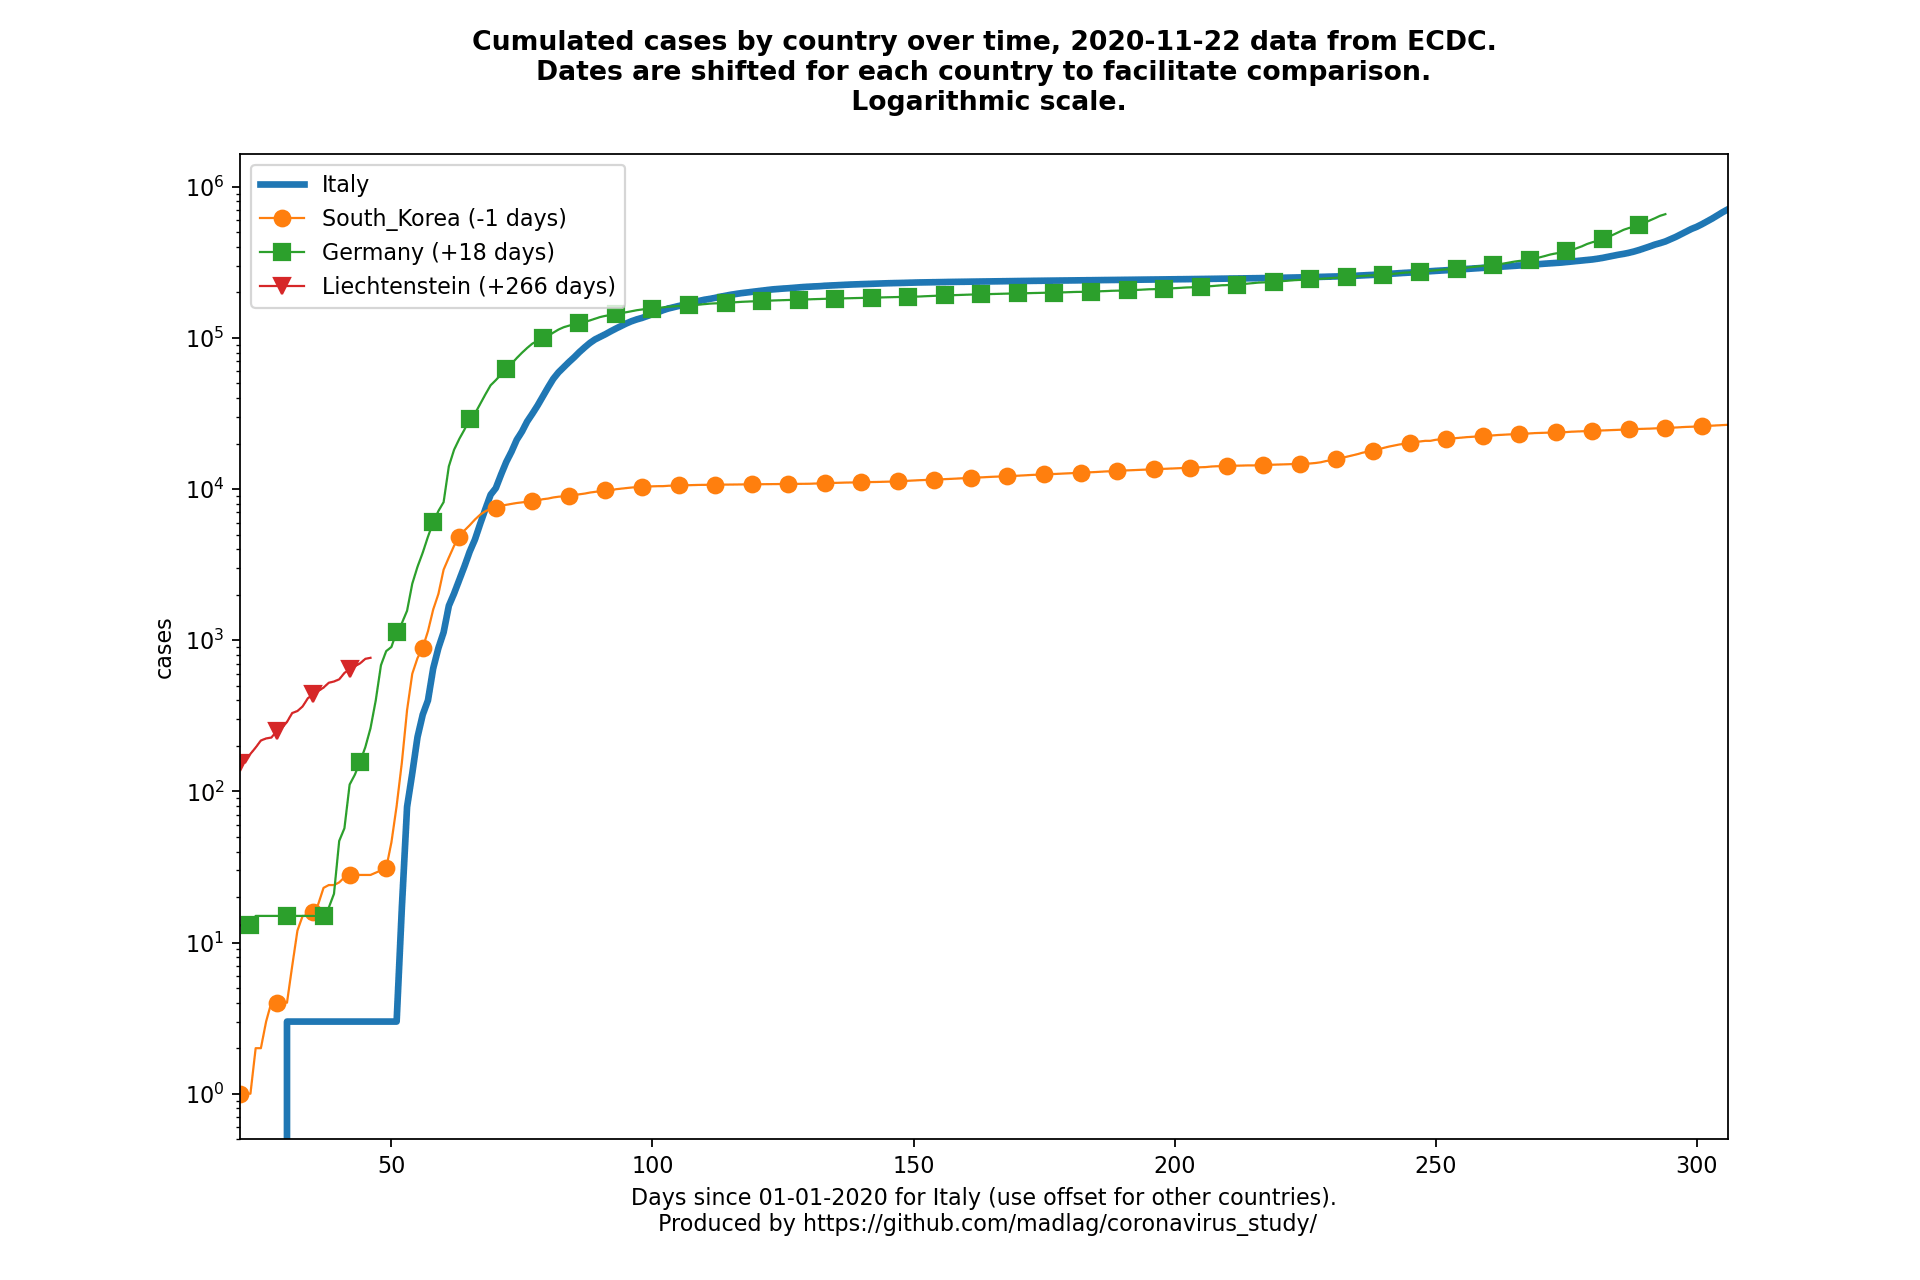 Cumulated cases by country over time, 2020-11-22 data from ECDC.
Dates are shifted for each country to facilitate comparison.
Logarithmic scale.
Italy
South_Korea (-1 days)
Germany (+18 days)
Liechtenstein (+266 days)
10^6
10^5
10^4
10^3
10^2
10^1
10^0
cases
50 100 150 200 250 300
Days since 01-01-2020 for Italy (use offset for other countries).
Produced by https://github.com/madlag/coronavirus_study/